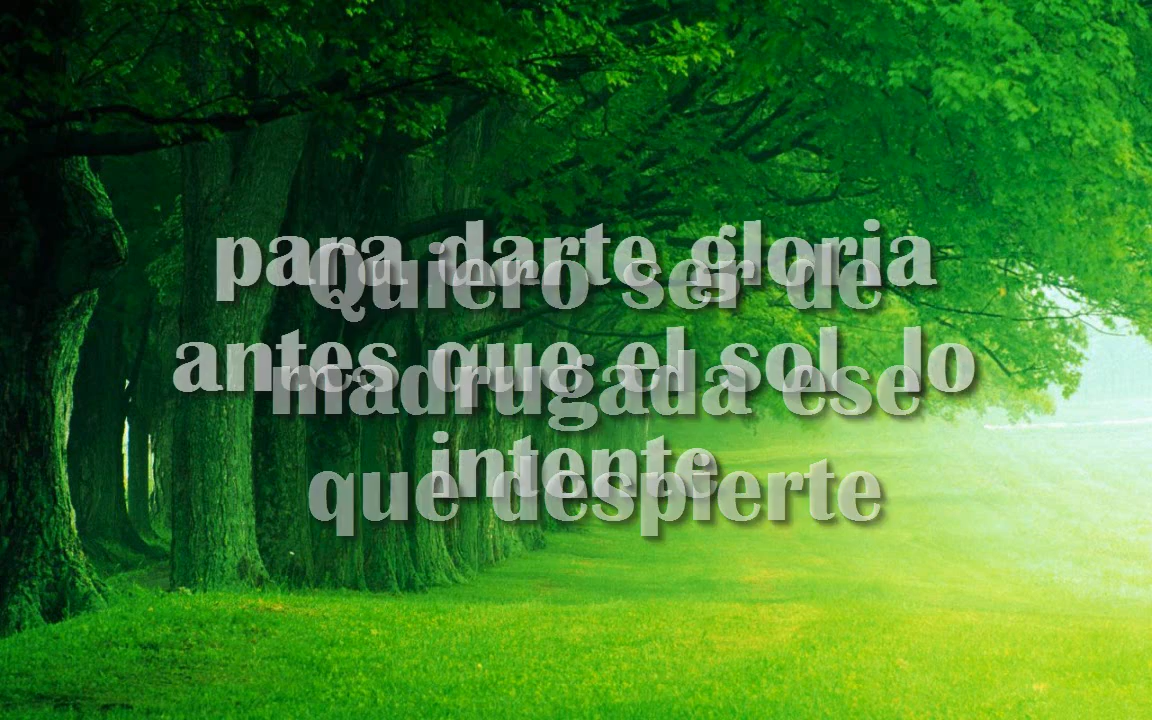 para darte gloria
antes que el sol lo
intente
Quiero ser de
madrugada ese
que despierte